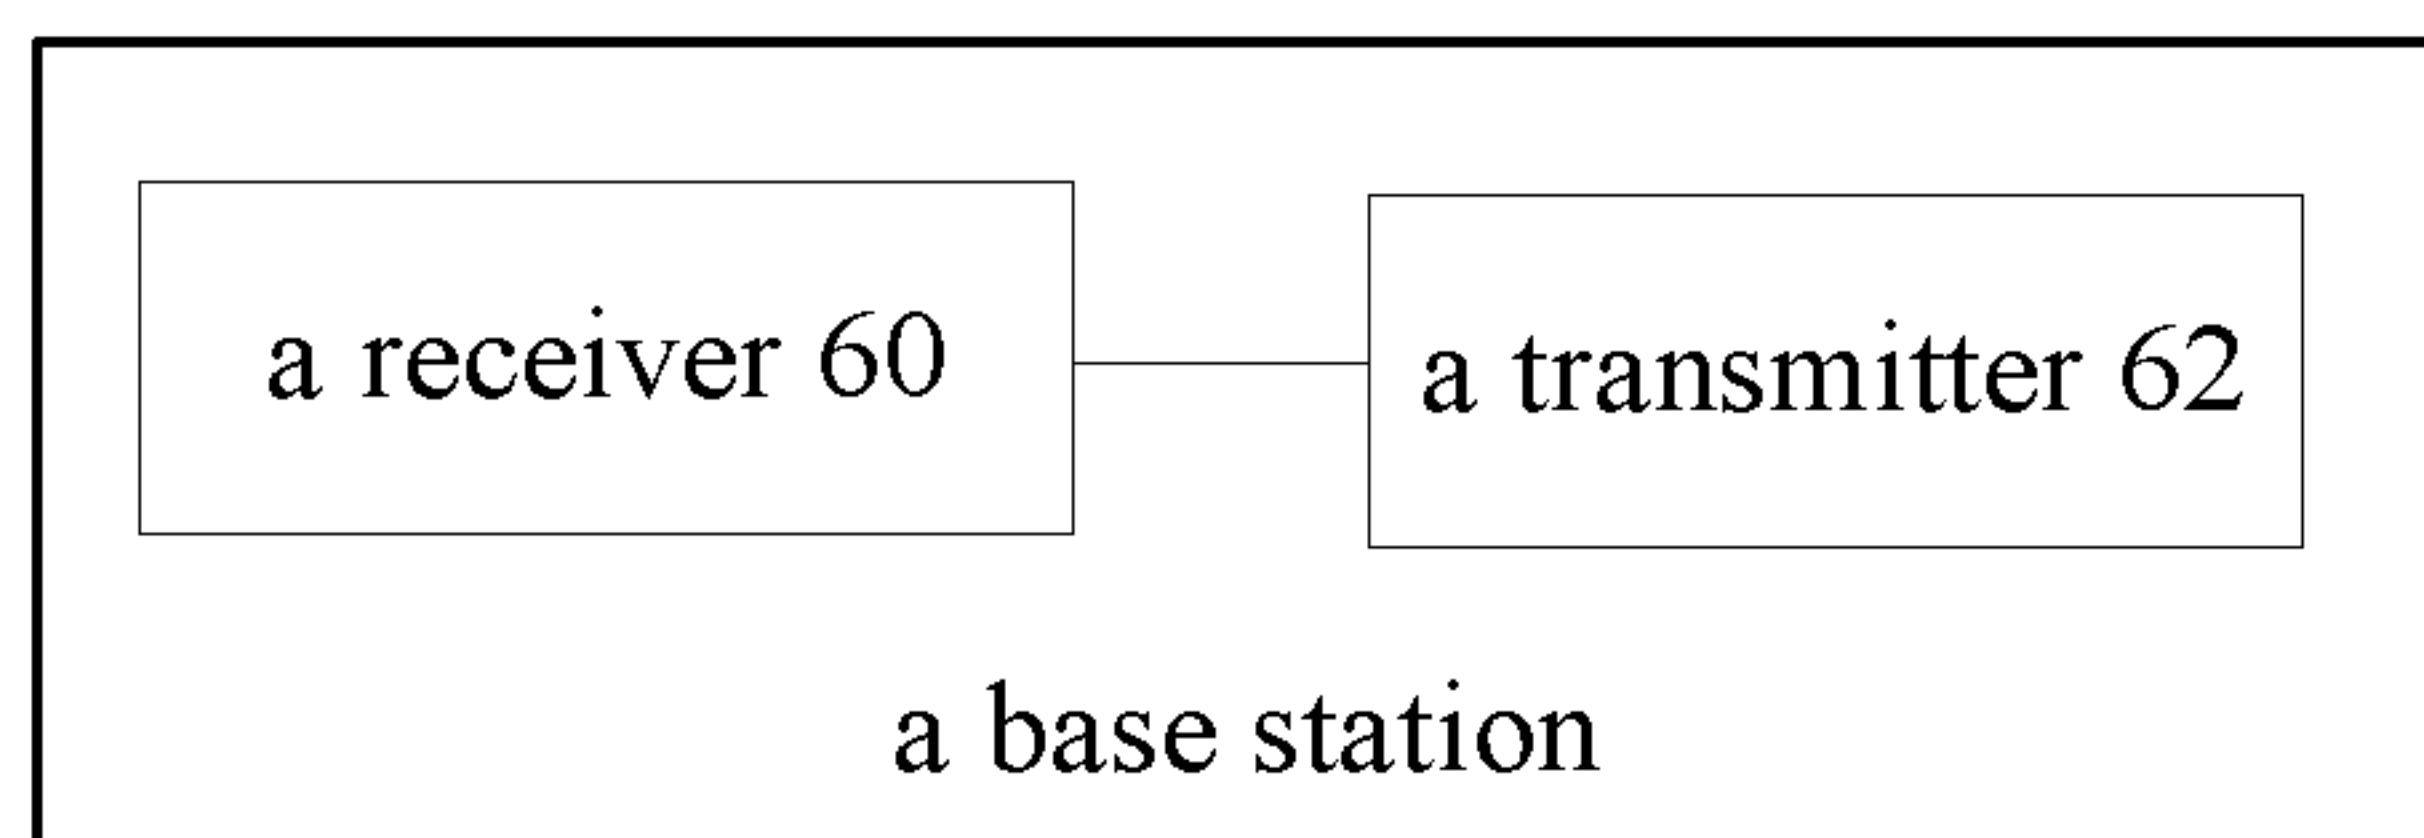 a receiver 60
a transmitter 62
a base station